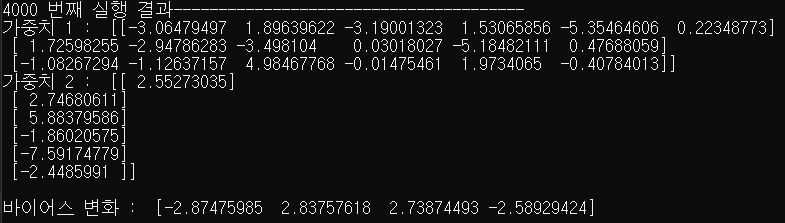 4000 번째 실행 결과---------------------------------------
가중치 1 :  [[-3.06479497  1.89639622 -3.19001323  1.53065856 -5.35464606  0.22348773]
 [ 1.72598255 -2.94786283 -3.498104    0.03018027 -5.18482111  0.47688059]
 [-1.08267294 -1.12637157  4.98467768 -0.01475461  1.9734065  -0.40784013]]
가중치 2 :  [[ 2.55273035]
 [ 2.74680611]
 [ 5.88379586]
 [-1.86020575]
 [-7.59174779]
 [-2.4485991 ]]
바이어스 변화 :  [-2.87475985  2.83757618  2.73874493 -2.58929424]